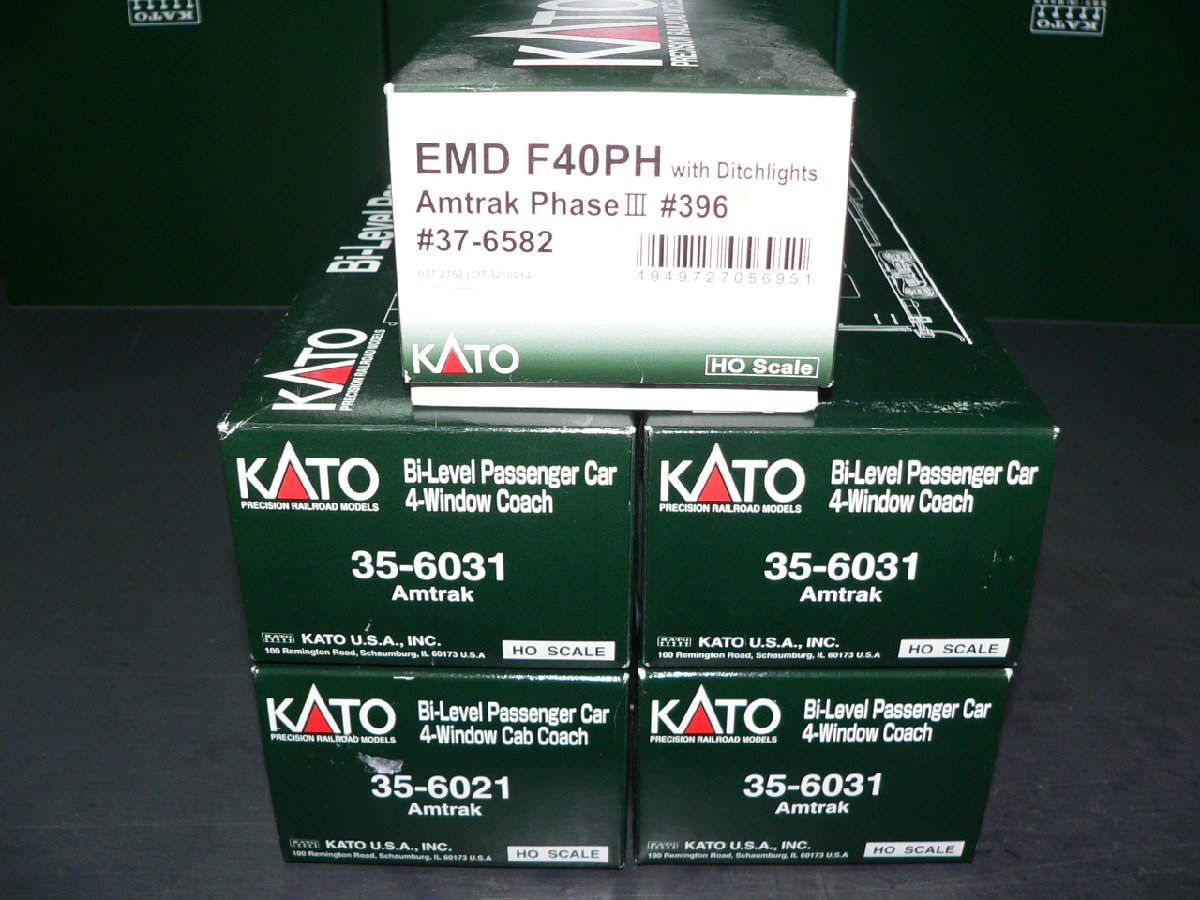 KATO
PRECISION RAILROAD MODELS
EMD F40PH with Ditchlights
Amtrak Phase III #396
#37-6582
4949727056951
KATO
HO Scale
Bi-Level
KATO
PRECISION RAILROAD MODELS
KATO
PRECISION RAILROAD MODELS
Bi-Level Passenger Car
4-Window Coach
35-6031
Amtrak
KATO U.S.A., INC.
100 Remington Road, Schaumburg, IL 60173 U.S.A
HO SCALE
KATO
PRECISION RAILROAD MODELS
Bi-Level Passenger Car
4-Window Coach
35-6031
Amtrak
KATO U.S.A., INC.
100 Remington Road, Schaumburg, IL 60173 U.S.A
HO SCALE
KATO
PRECISION RAILROAD MODELS
Bi-Level Passenger Car
4-Window Cab Coach
35-6021
Amtrak
KATO U.S.A., INC.
100 Remington Road, Schaumburg, IL 60173 U.S.A
HO SCALE
KATO
PRECISION RAILROAD MODELS
Bi-Level Passenger Car
4-Window Coach
35-6031
Amtrak
KATO U.S.A., INC.
100 Remington Road, Schaumburg, IL 60173 U.S.A
HO SCALE